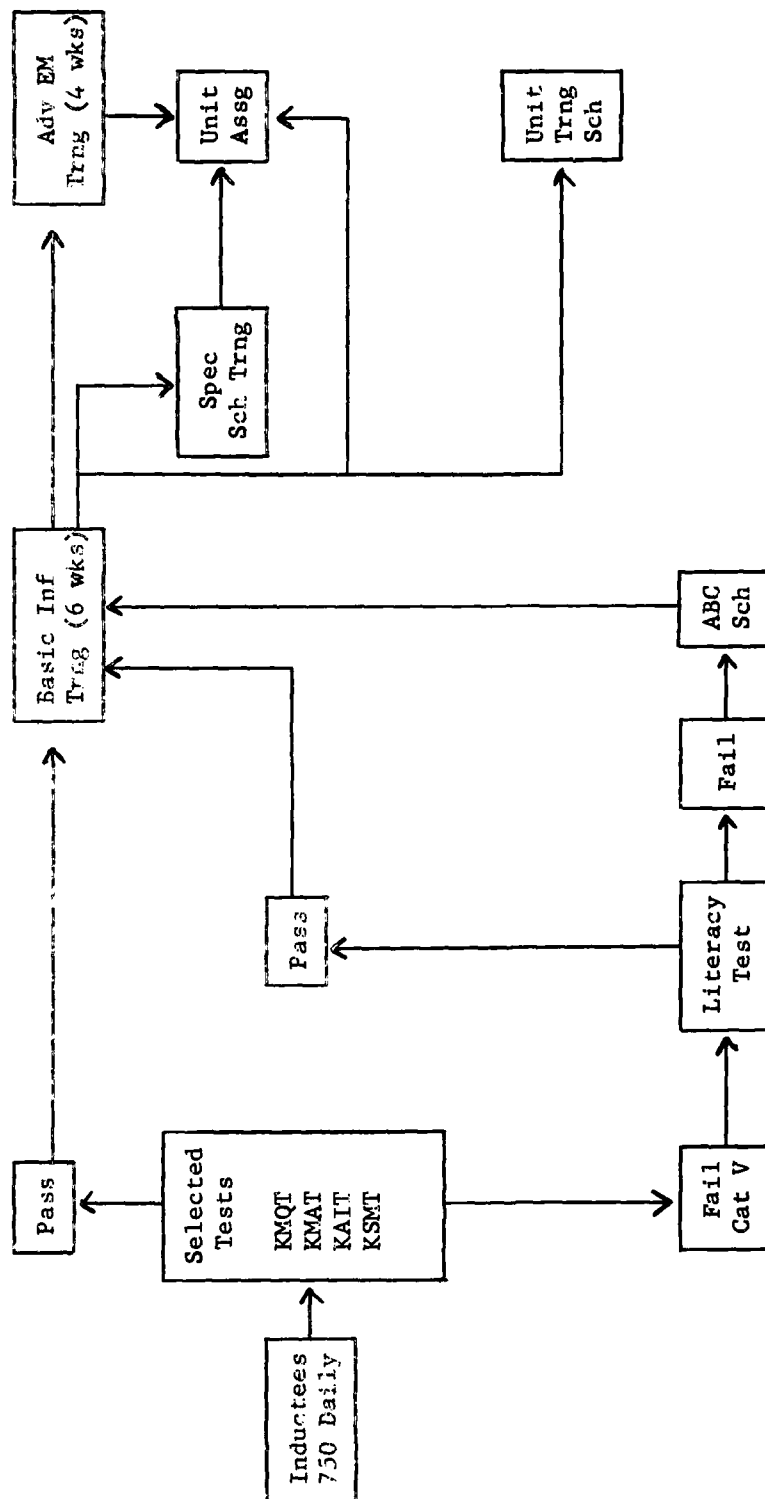 Inductees
750 Daily
Selected
Tests
KMQT
KMAT
KAIT
KSMT
Pass
Fail
Cat V
Literacy
Test
Pass
Fail
ABC
Sch
Basic Inf
Trng (6 wks)
Spec
Sch Trng
Adv EM
Trng (4 wks)
Unit
Assg
Unit
Trng
Sch